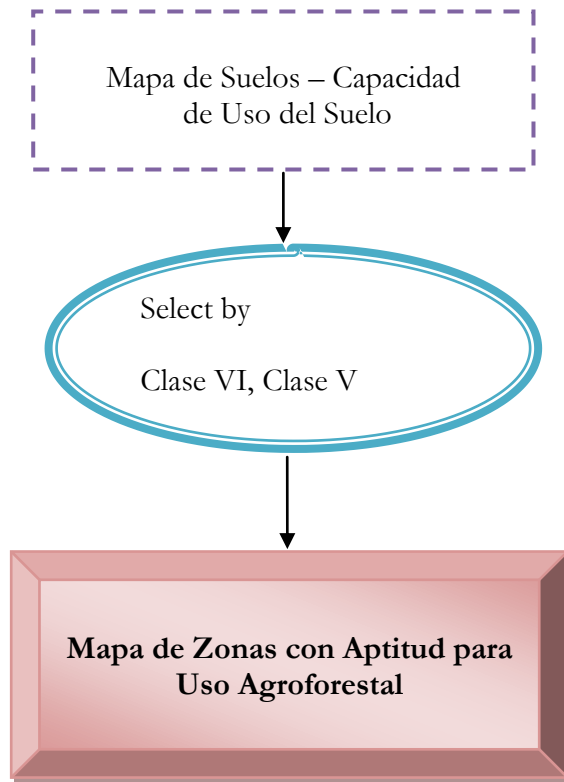 Mapa de Suelos – Capacidad
de Uso del Suelo
Select by
Clase VI, Clase V
Mapa de Zonas con Aptitud para
Uso Agroforestal